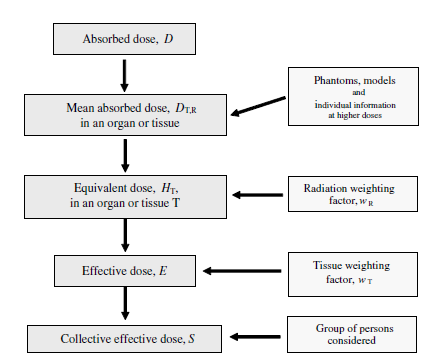 Absorbed dose, D
Phantoms, models
and
individual information
at higher doses
Mean absorbed dose, DT,R
in an organ or tissue
Equivalent dose, HT,
in an organ or tissue T
Radiation weighting
factor, wR
Effective dose, E
Tissue weighting
factor, wT
Collective effective dose, S
Group of persons
considered